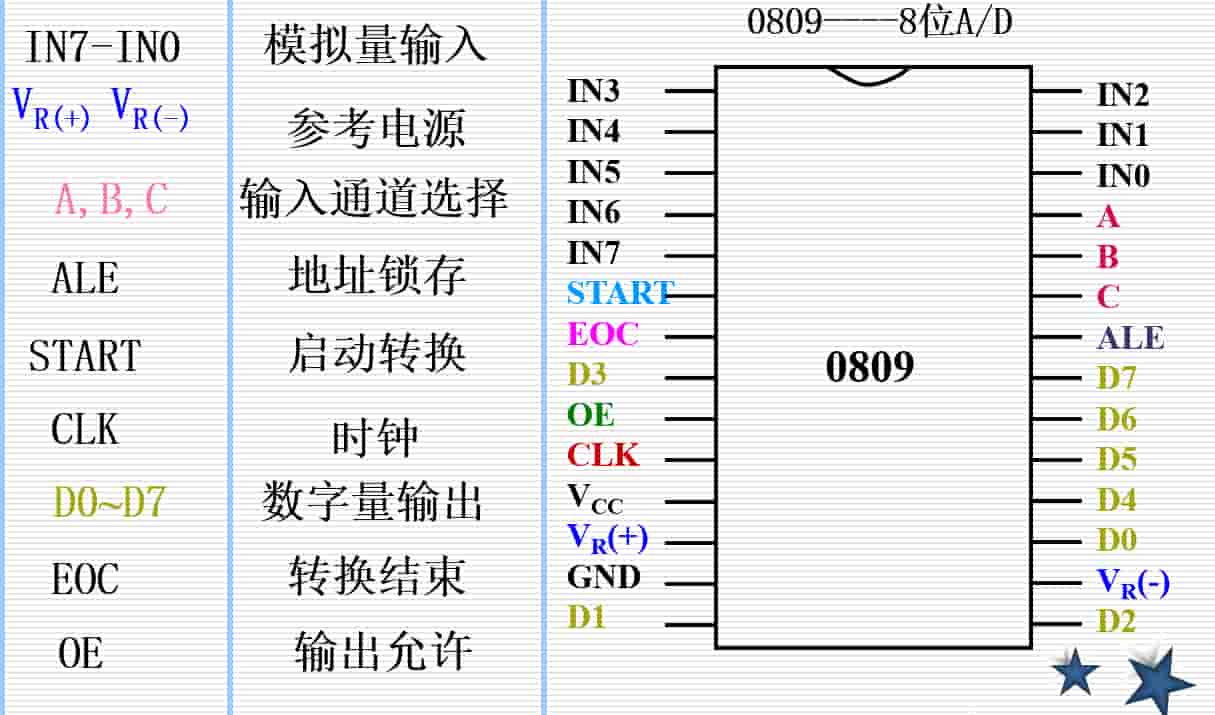 IN7-IN0 模拟量输入
VR(+) VR(-) 参考电源
A,B,C 输入通道选择
ALE 地址锁存
START 启动转换
CLK 时钟
D0~D7 数字量输出
EOC 转换结束
OE 输出允许
0809----8位A/D
IN3 IN2
IN4 IN1
IN5 IN0
IN6 A
IN7 B
START C
EOC ALE
0809
D3 D7
OE D6
CLK D5
VCC D4
VR(+) D0
GND VR(-)
D1 D2